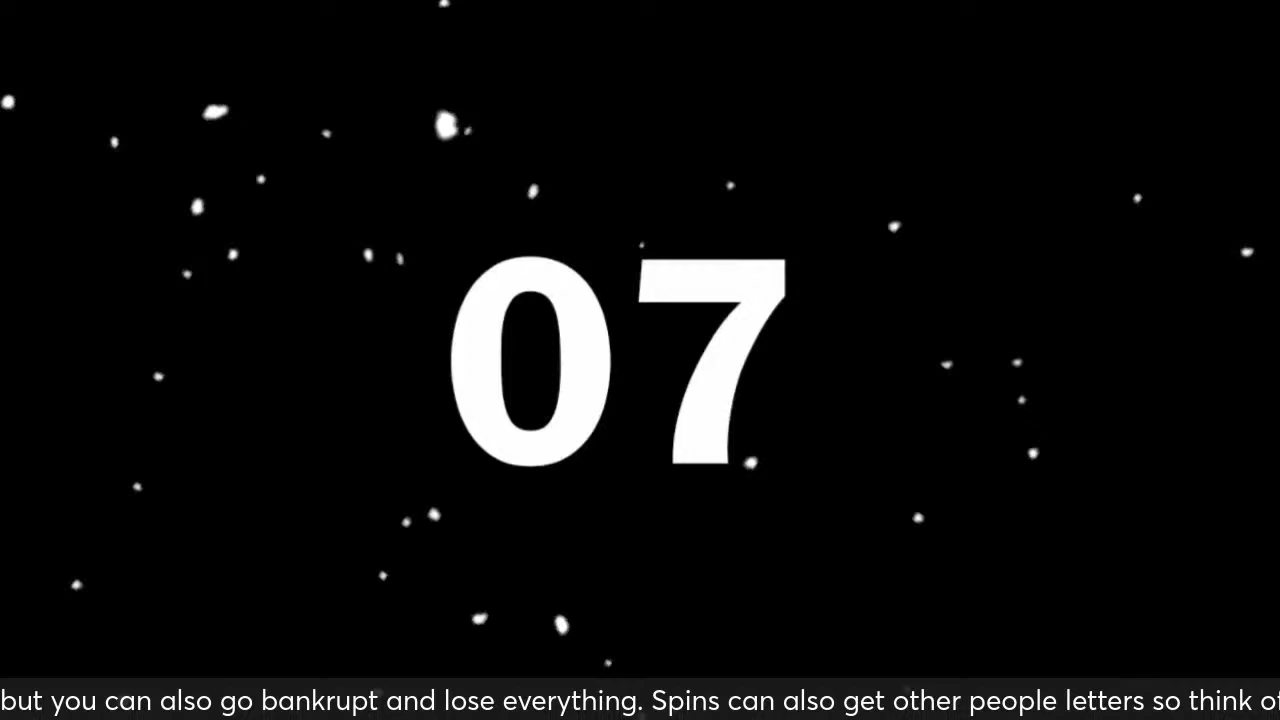 07
but you can also go bankrupt and lose everything. Spins can also get other people letters so think